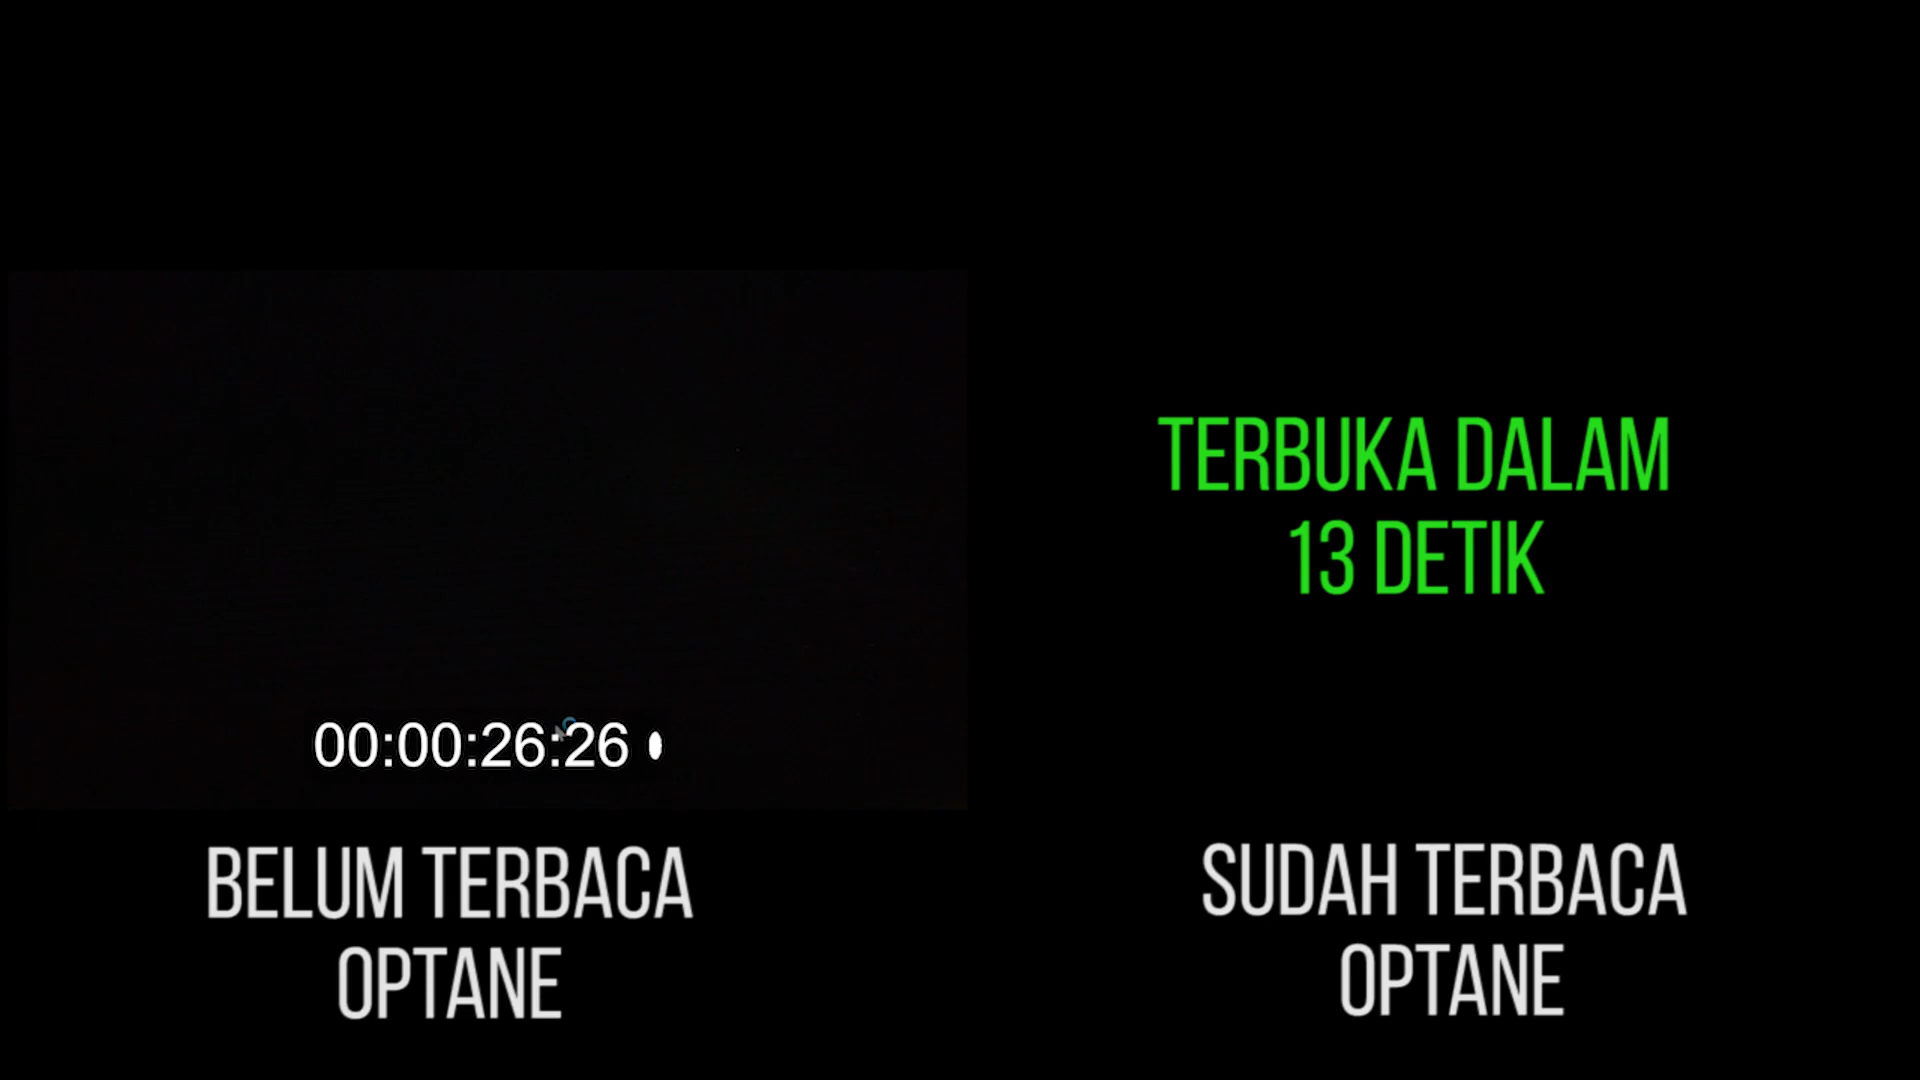 TERBUKA DALAM
13 DETIK
00:00:26:26
BELUM TERBACA
OPTANE
SUDAH TERBACA
OPTANE